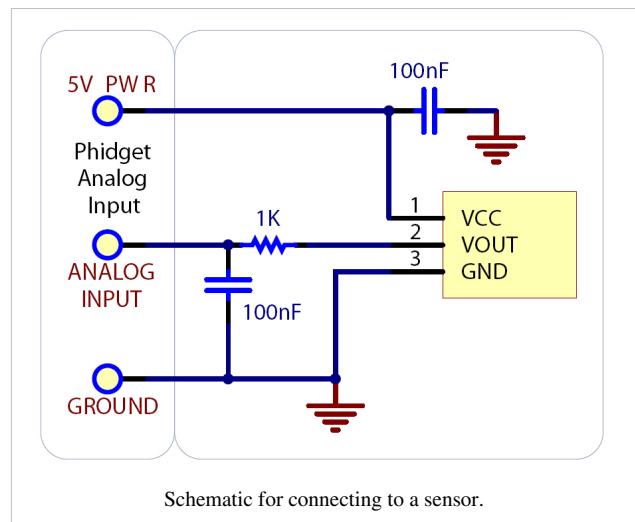 100nF
5V PWR
Phidget
Analog
Input
1
VCC
1K
2
VOUT
3
GND
ANALOG
INPUT
100nF
GROUND
Schematic for connecting to a sensor.